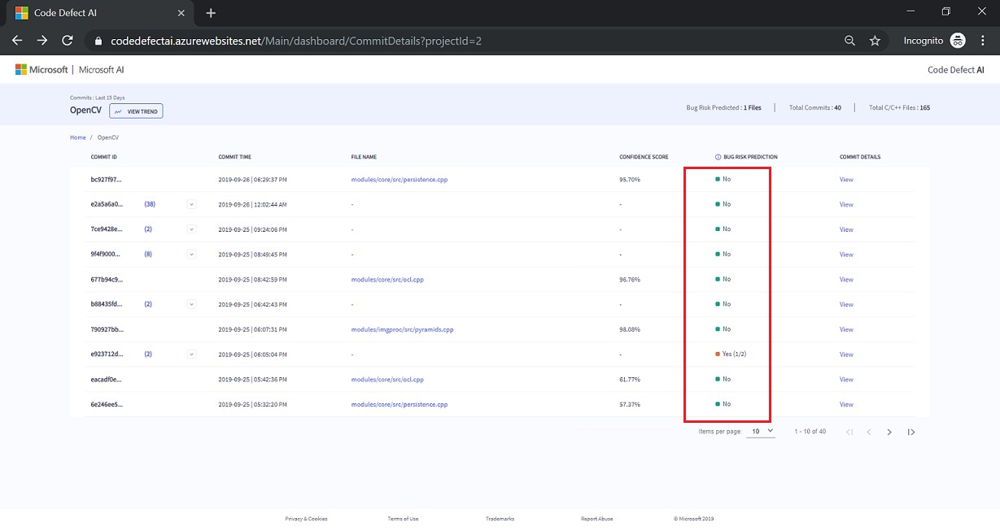 Code Defect AI
codedefectai.azurewebsites.net/Main/dashboard/CommitDetails?projectId=2
Incognito
Microsoft | Microsoft AI
Code Defect AI
Commits : Last 15 Days
OpenCV VIEW TREND
Bug Risk Predicted : 1 Files | Total Commits : 40 | Total C/C++ Files : 165
Home / OpenCV
COMMIT ID COMMIT TIME FILE NAME CONFIDENCE SCORE BUG RISK PREDICTION COMMIT DETAILS
bc927f97... 2019-09-26 | 06:29:37 PM modules/core/src/persistence.cpp 95.70% No View
e2a5a6a0... (38) 2019-09-26 | 12:02:44 AM - - No View
7ce9428e... (2) 2019-09-25 | 09:24:06 PM - - No View
9f4f9000... (8) 2019-09-25 | 08:49:45 PM - - No View
677b94c9... 2019-09-25 | 08:42:59 PM modules/core/src/ocl.cpp 96.76% No View
b88435fd... (2) 2019-09-25 | 06:42:43 PM - - No View
790927bb... 2019-09-25 | 06:07:31 PM modules/imgproc/src/pyramids.cpp 98.08% No View
e923712d... (2) 2019-09-25 | 06:05:04 PM - - Yes (1/2) View
eacadf0e... 2019-09-25 | 05:42:36 PM modules/core/src/ocl.cpp 61.77% No View
6e246ee5... 2019-09-25 | 05:32:20 PM modules/core/src/persistence.cpp 57.37% No View
Items per page: 10 1 - 10 of 40
Privacy & Cookies Terms of Use Trademarks Report Abuse © Microsoft 2019